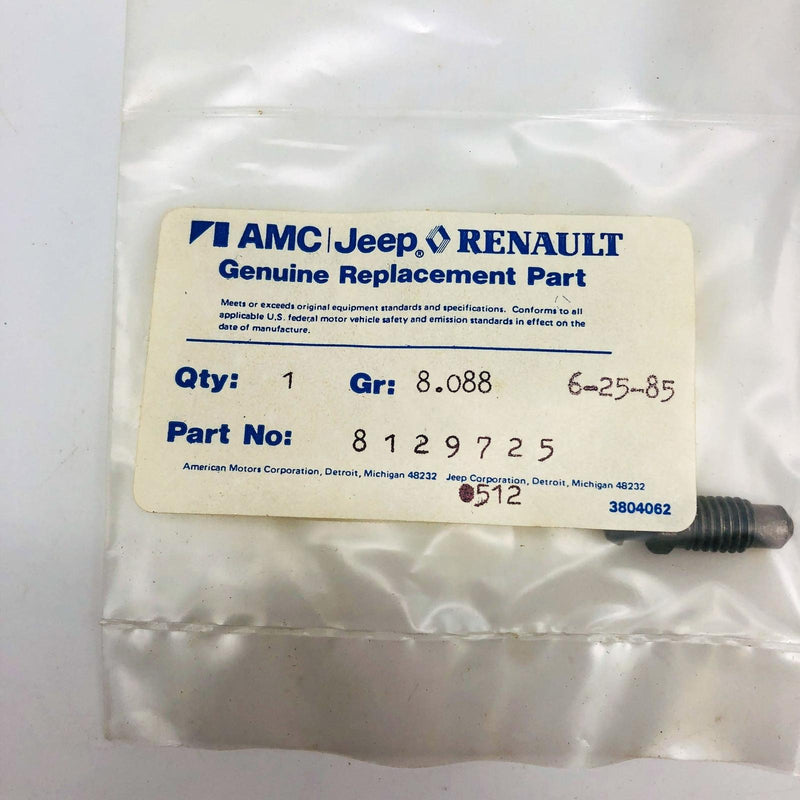 AMC|Jeep® RENAULT
Genuine Replacement Part
Meets or exceeds original equipment standards and specifications. Conforms to all
applicable U.S. federal motor vehicle safety and emission standards in effect on the
date of manufacture.
Qty: 1 Gr: 8.088 6-25-85
Part No: 8129725
American Motors Corporation, Detroit, Michigan 48232 Jeep Corporation, Detroit, Michigan 48232
512
3804062